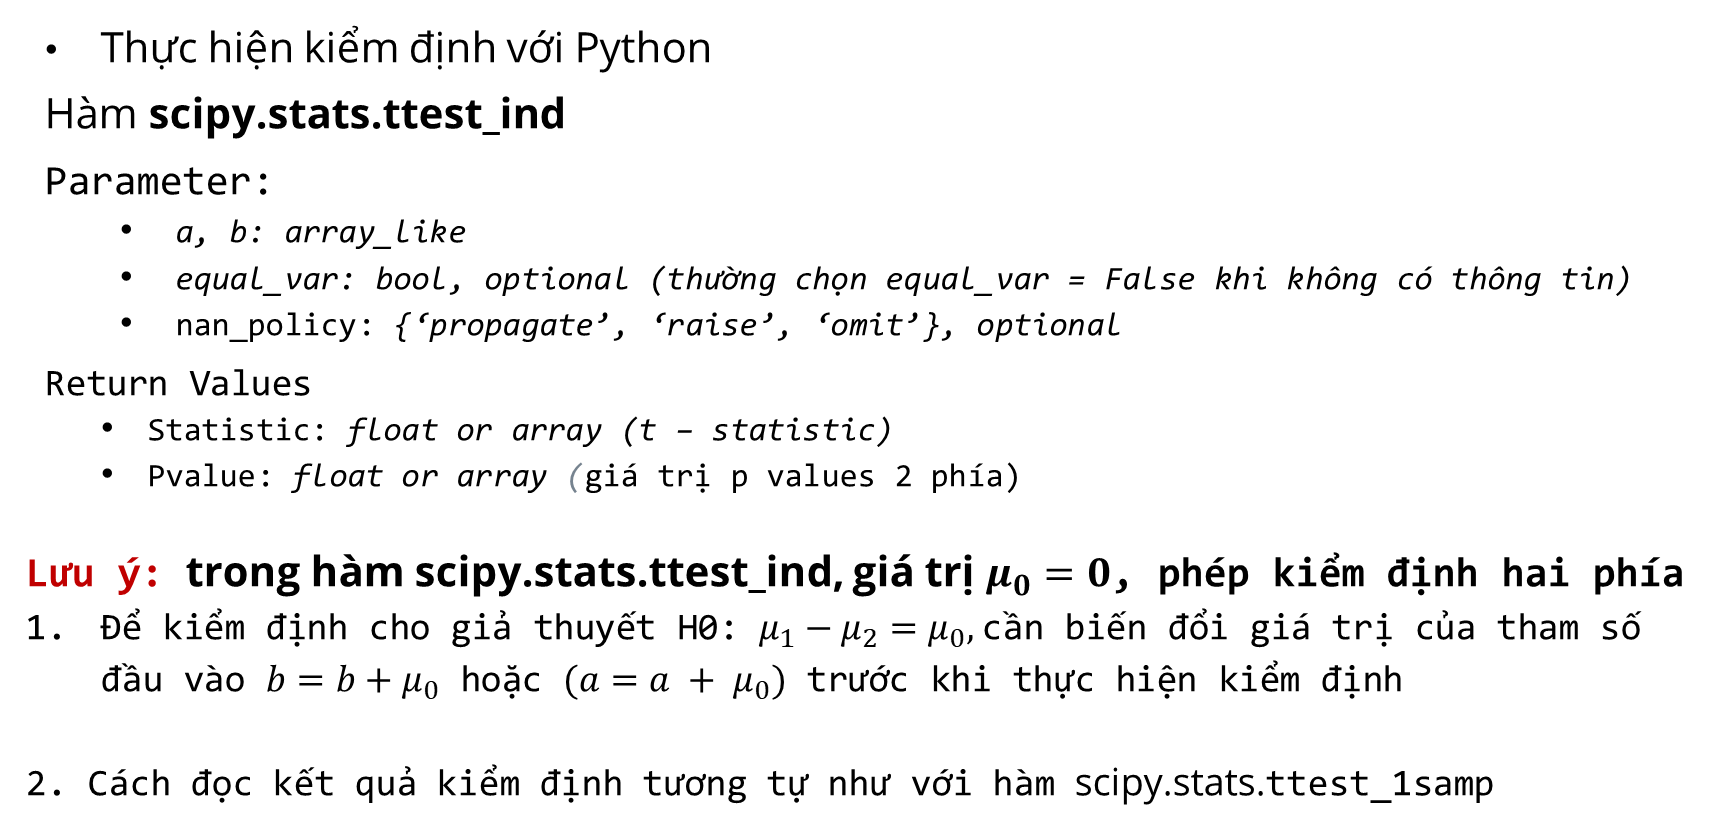 • Thực hiện kiểm định với Python
Hàm scipy.stats.ttest_ind
Parameter:
• a, b: array_like
• equal_var: bool, optional (thường chọn equal_var = False khi không có thông tin)
• nan_policy: {‘propagate’, ‘raise’, ‘omit’}, optional
Return Values
• Statistic: float or array (t – statistic)
• Pvalue: float or array (giá trị p values 2 phía)
Lưu ý: trong hàm scipy.stats.ttest_ind, giá trị μ₀ = 0, phép kiểm định hai phía
1. Để kiểm định cho giả thuyết H0: μ₁ − μ₂ = μ₀, cần biến đổi giá trị của tham số
đầu vào b = b + μ₀ hoặc (a = a + μ₀) trước khi thực hiện kiểm định
2. Cách đọc kết quả kiểm định tương tự như với hàm scipy.stats.ttest_1samp